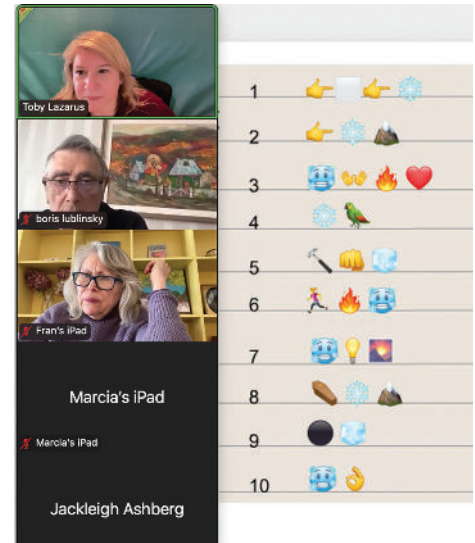 Toby Lazarus
boris lublinsky
Fran's iPad
Marcia's iPad
Marcia's iPad
Jackleigh Ashberg
1
2
3
4
5
6
7
8
9
10